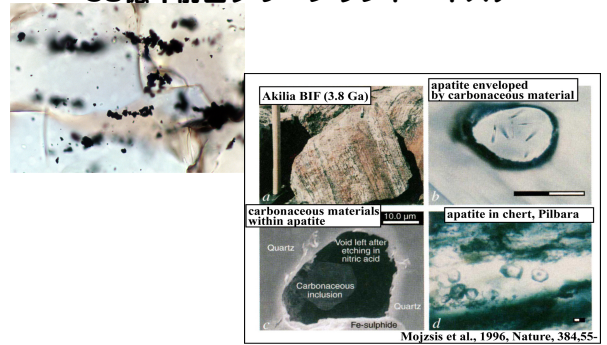 Akilia BIF (3.8 Ga)
a
apatite enveloped
by carbonaceous material
b
carbonaceous materials
within apatite
10.0 µm
Quartz
Void left after
etching in
nitric acid
Carbonaceous
inclusion
Quartz
Fe-sulphide
c
apatite in chert, Pilbara
d
Mojzsis et al., 1996, Nature, 384,55-